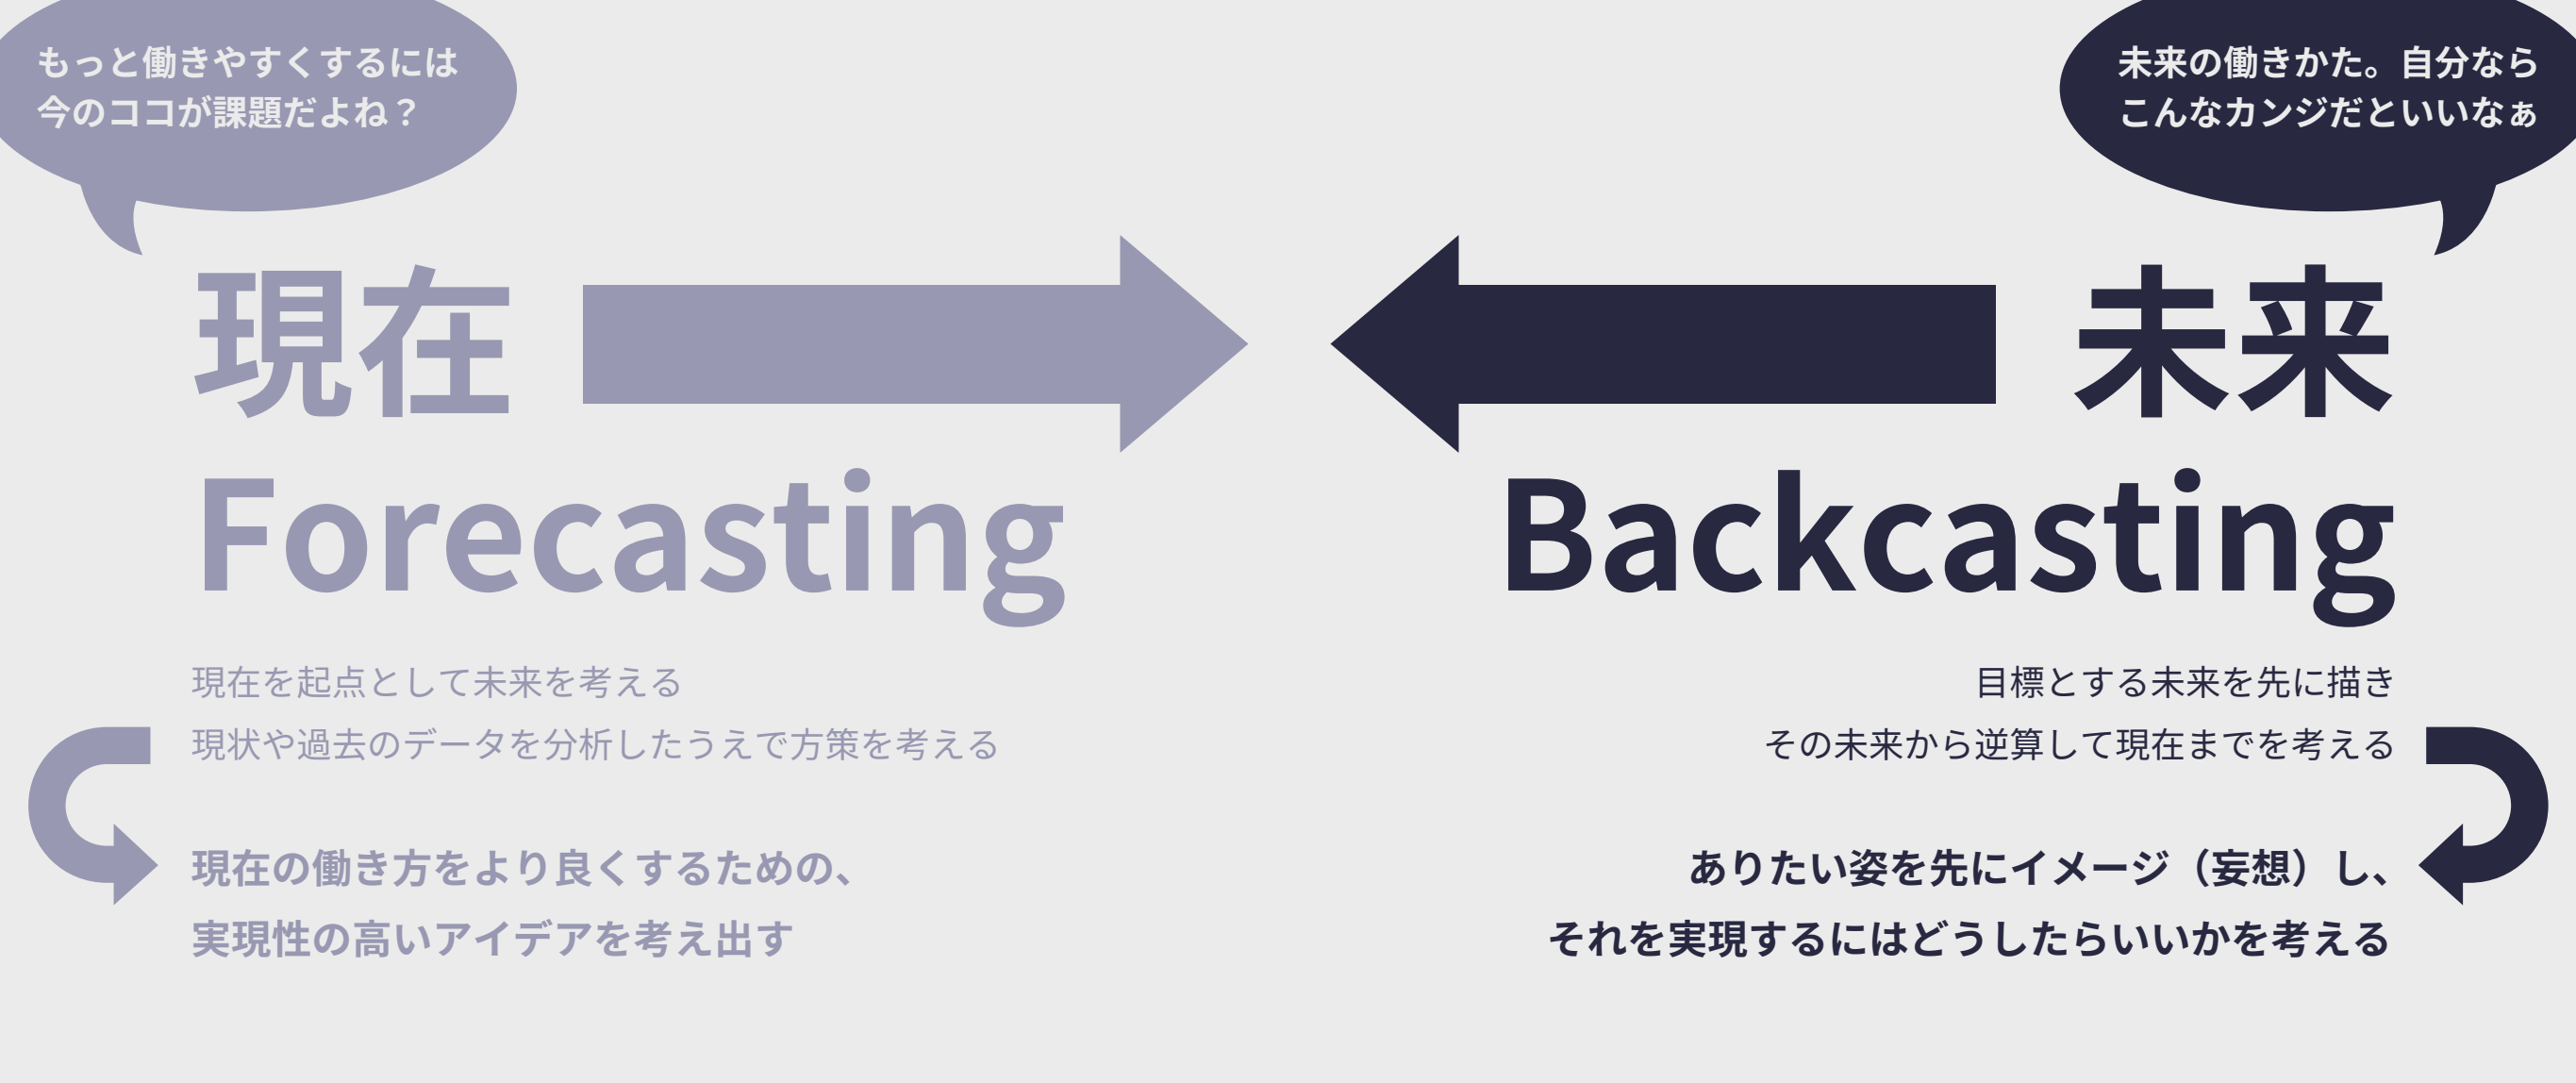 もっと働きやすくするには
今のココが課題だよね？
現在
Forecasting
現在を起点として未来を考える
現状や過去のデータを分析したうえで方策を考える
現在の働き方をより良くするための、
実現性の高いアイデアを考え出す
未来の働きかた。自分なら
こんなカンジだといいなぁ
未来
Backcasting
目標とする未来を先に描き
その未来から逆算して現在までを考える
ありたい姿を先にイメージ（妄想）し、
それを実現するにはどうしたらいいかを考える